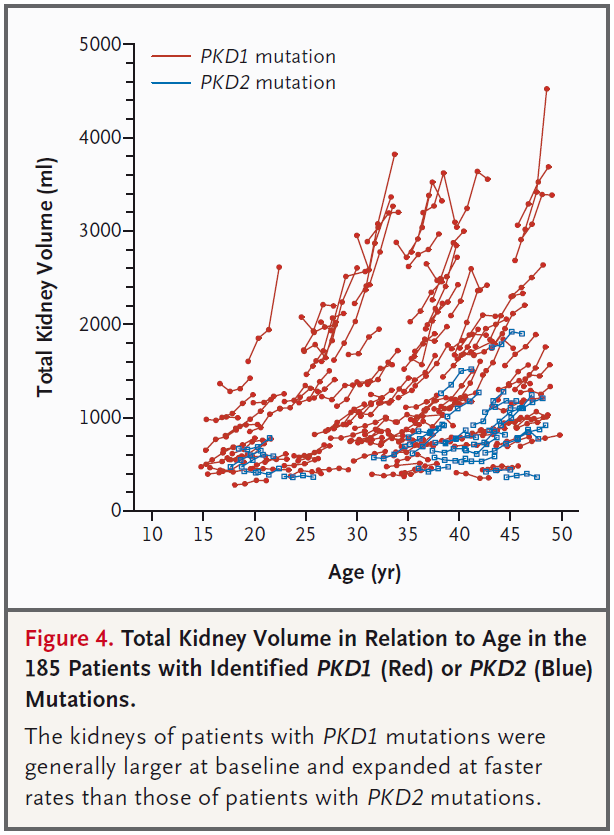 5000
4000
3000
2000
1000
0
Total Kidney Volume (ml)
PKD1 mutation
PKD2 mutation
10 15 20 25 30 35 40 45 50
Age (yr)
Figure 4. Total Kidney Volume in Relation to Age in the
185 Patients with Identified PKD1 (Red) or PKD2 (Blue)
Mutations.
The kidneys of patients with PKD1 mutations were
generally larger at baseline and expanded at faster
rates than those of patients with PKD2 mutations.